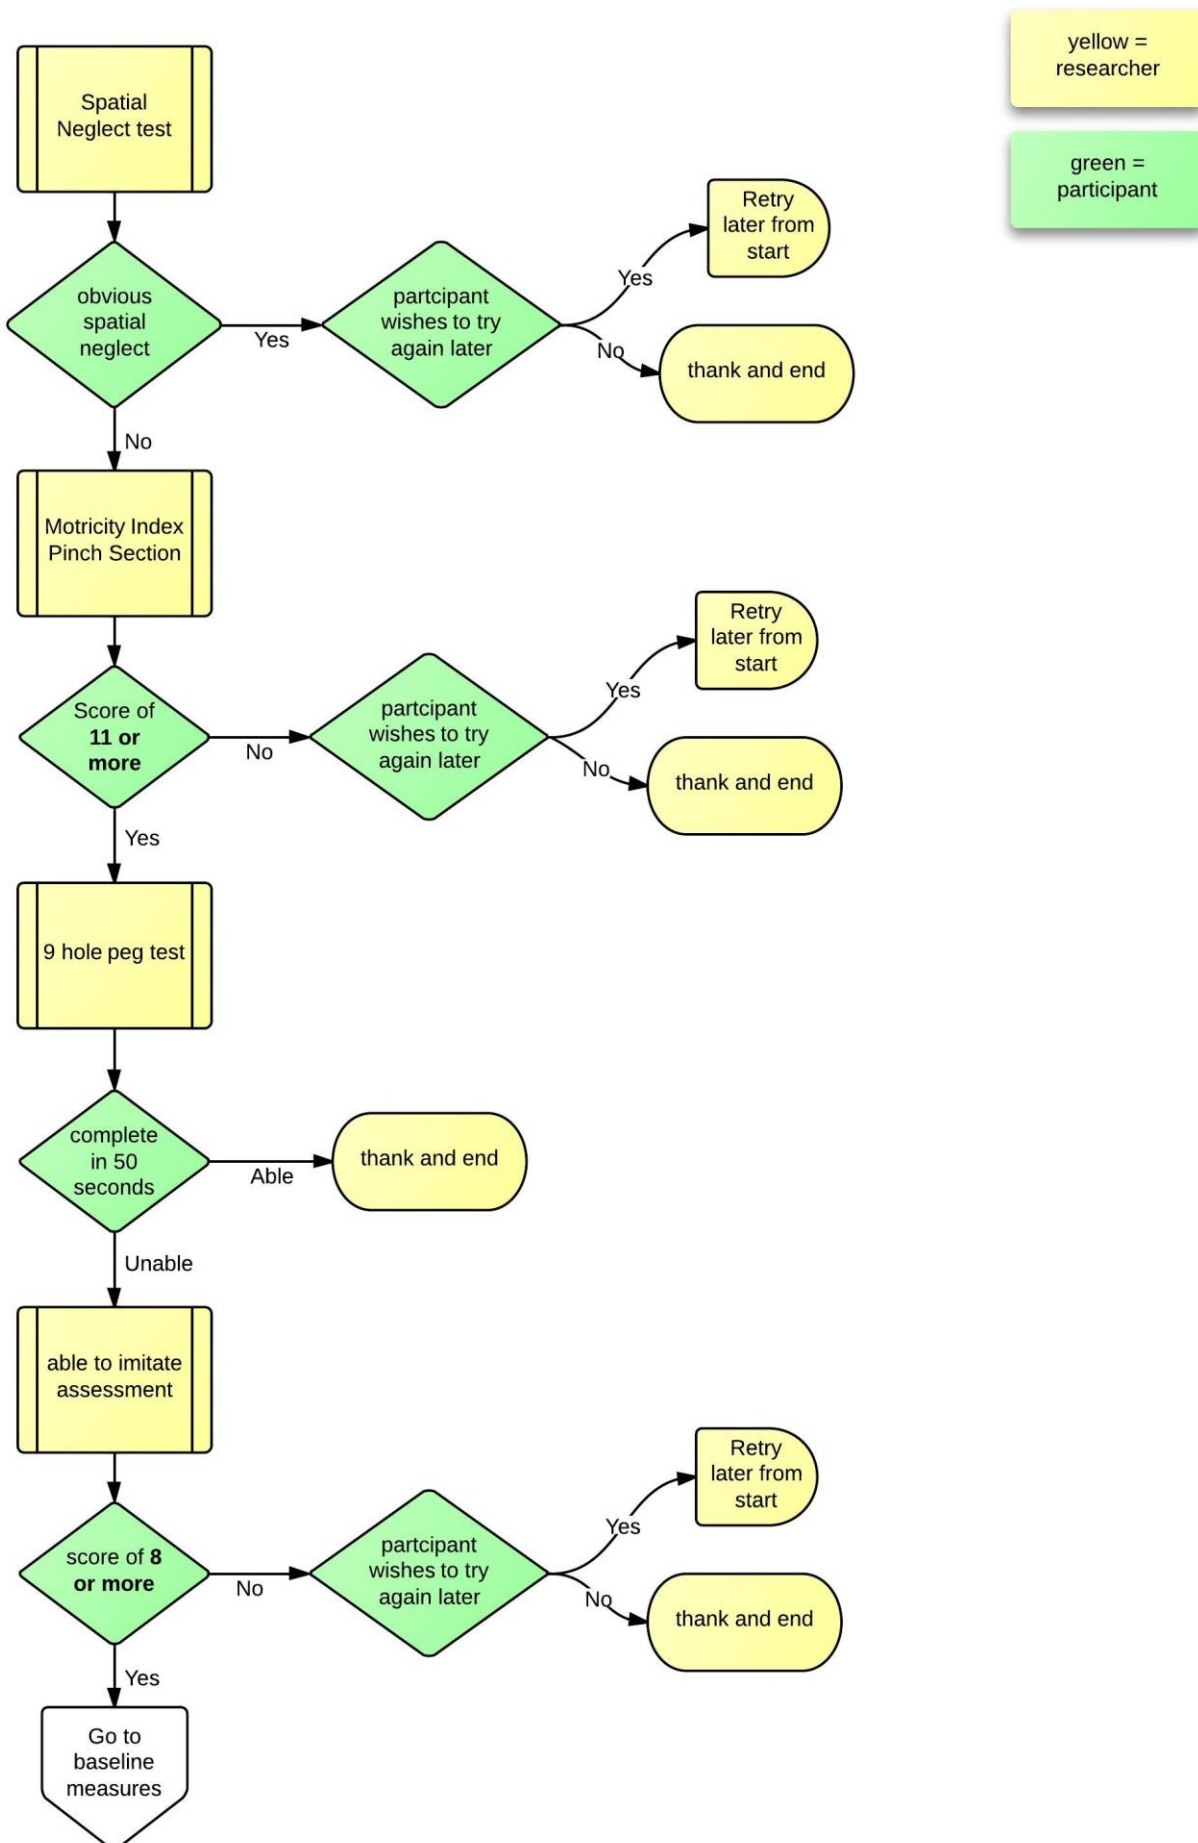 yellow =
researcher
green =
participant
Spatial
Neglect test
obvious
spatial
neglect
Yes
partcipant
wishes to try
again later
Yes
Retry
later from
start
No
thank and end
No
Motricity Index
Pinch Section
Score of
11 or
more
No
partcipant
wishes to try
again later
Yes
Retry
later from
start
No
thank and end
Yes
9 hole peg test
complete
in 50
seconds
Able
thank and end
Unable
able to imitate
assessment
score of 8
or more
No
partcipant
wishes to try
again later
Yes
Retry
later from
start
No
thank and end
Yes
Go to
baseline
measures